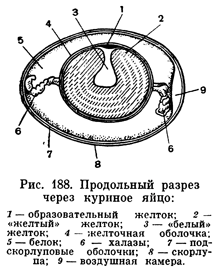 1
3
2
4
5
9
6
6
7
8
Рис. 188. Продольный разрез
через куриное яйцо:
1 — образовательный желток; 2 —
«желтый» желток; 3 — «белый»
желток; 4 — желточная оболочка;
5 — белок; 6 — халазы; 7 — под-
скорлуповые оболочки; 8 — скорлу-
па; 9 — воздушная камера.